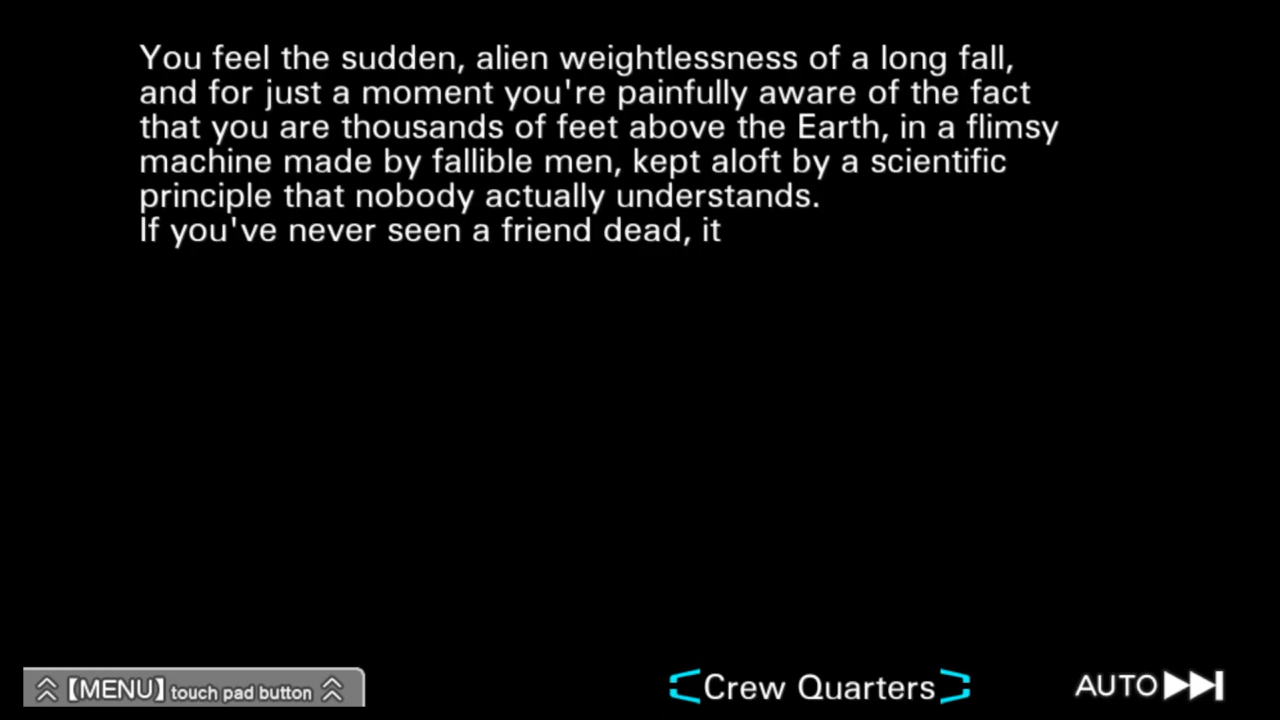 You feel the sudden, alien weightlessness of a long fall,
and for just a moment you're painfully aware of the fact
that you are thousands of feet above the Earth, in a flimsy
machine made by fallible men, kept aloft by a scientific
principle that nobody actually understands.
If you've never seen a friend dead, it
【MENU】 touch pad button
Crew Quarters
AUTO